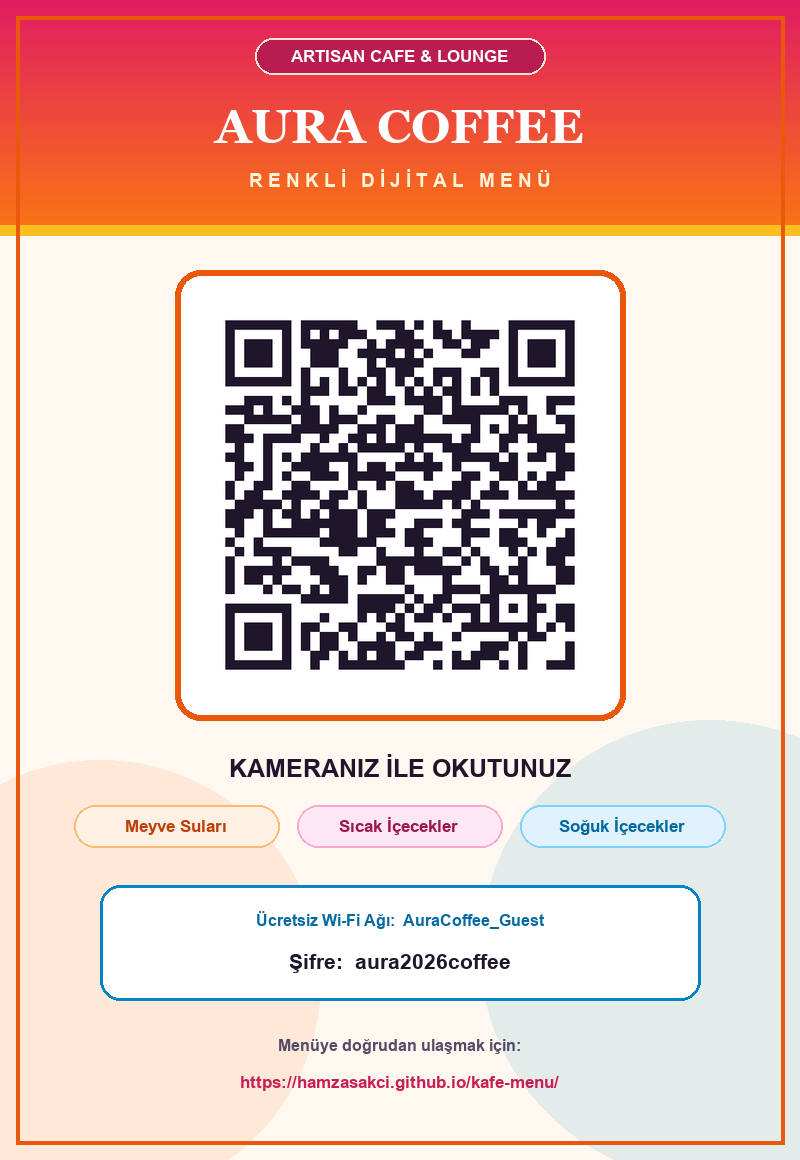 ARTISAN CAFE & LOUNGE
AURA COFFEE
RENKLİ DİJİTAL MENÜ
KAMERANIZ İLE OKUTUNUZ
Meyve Suları
Sıcak İçecekler
Soğuk İçecekler
Ücretsiz Wi-Fi Ağı: AuraCoffee_Guest
Şifre: aura2026coffee
Menüye doğrudan ulaşmak için:
https://hamzasakci.github.io/kafe-menu/